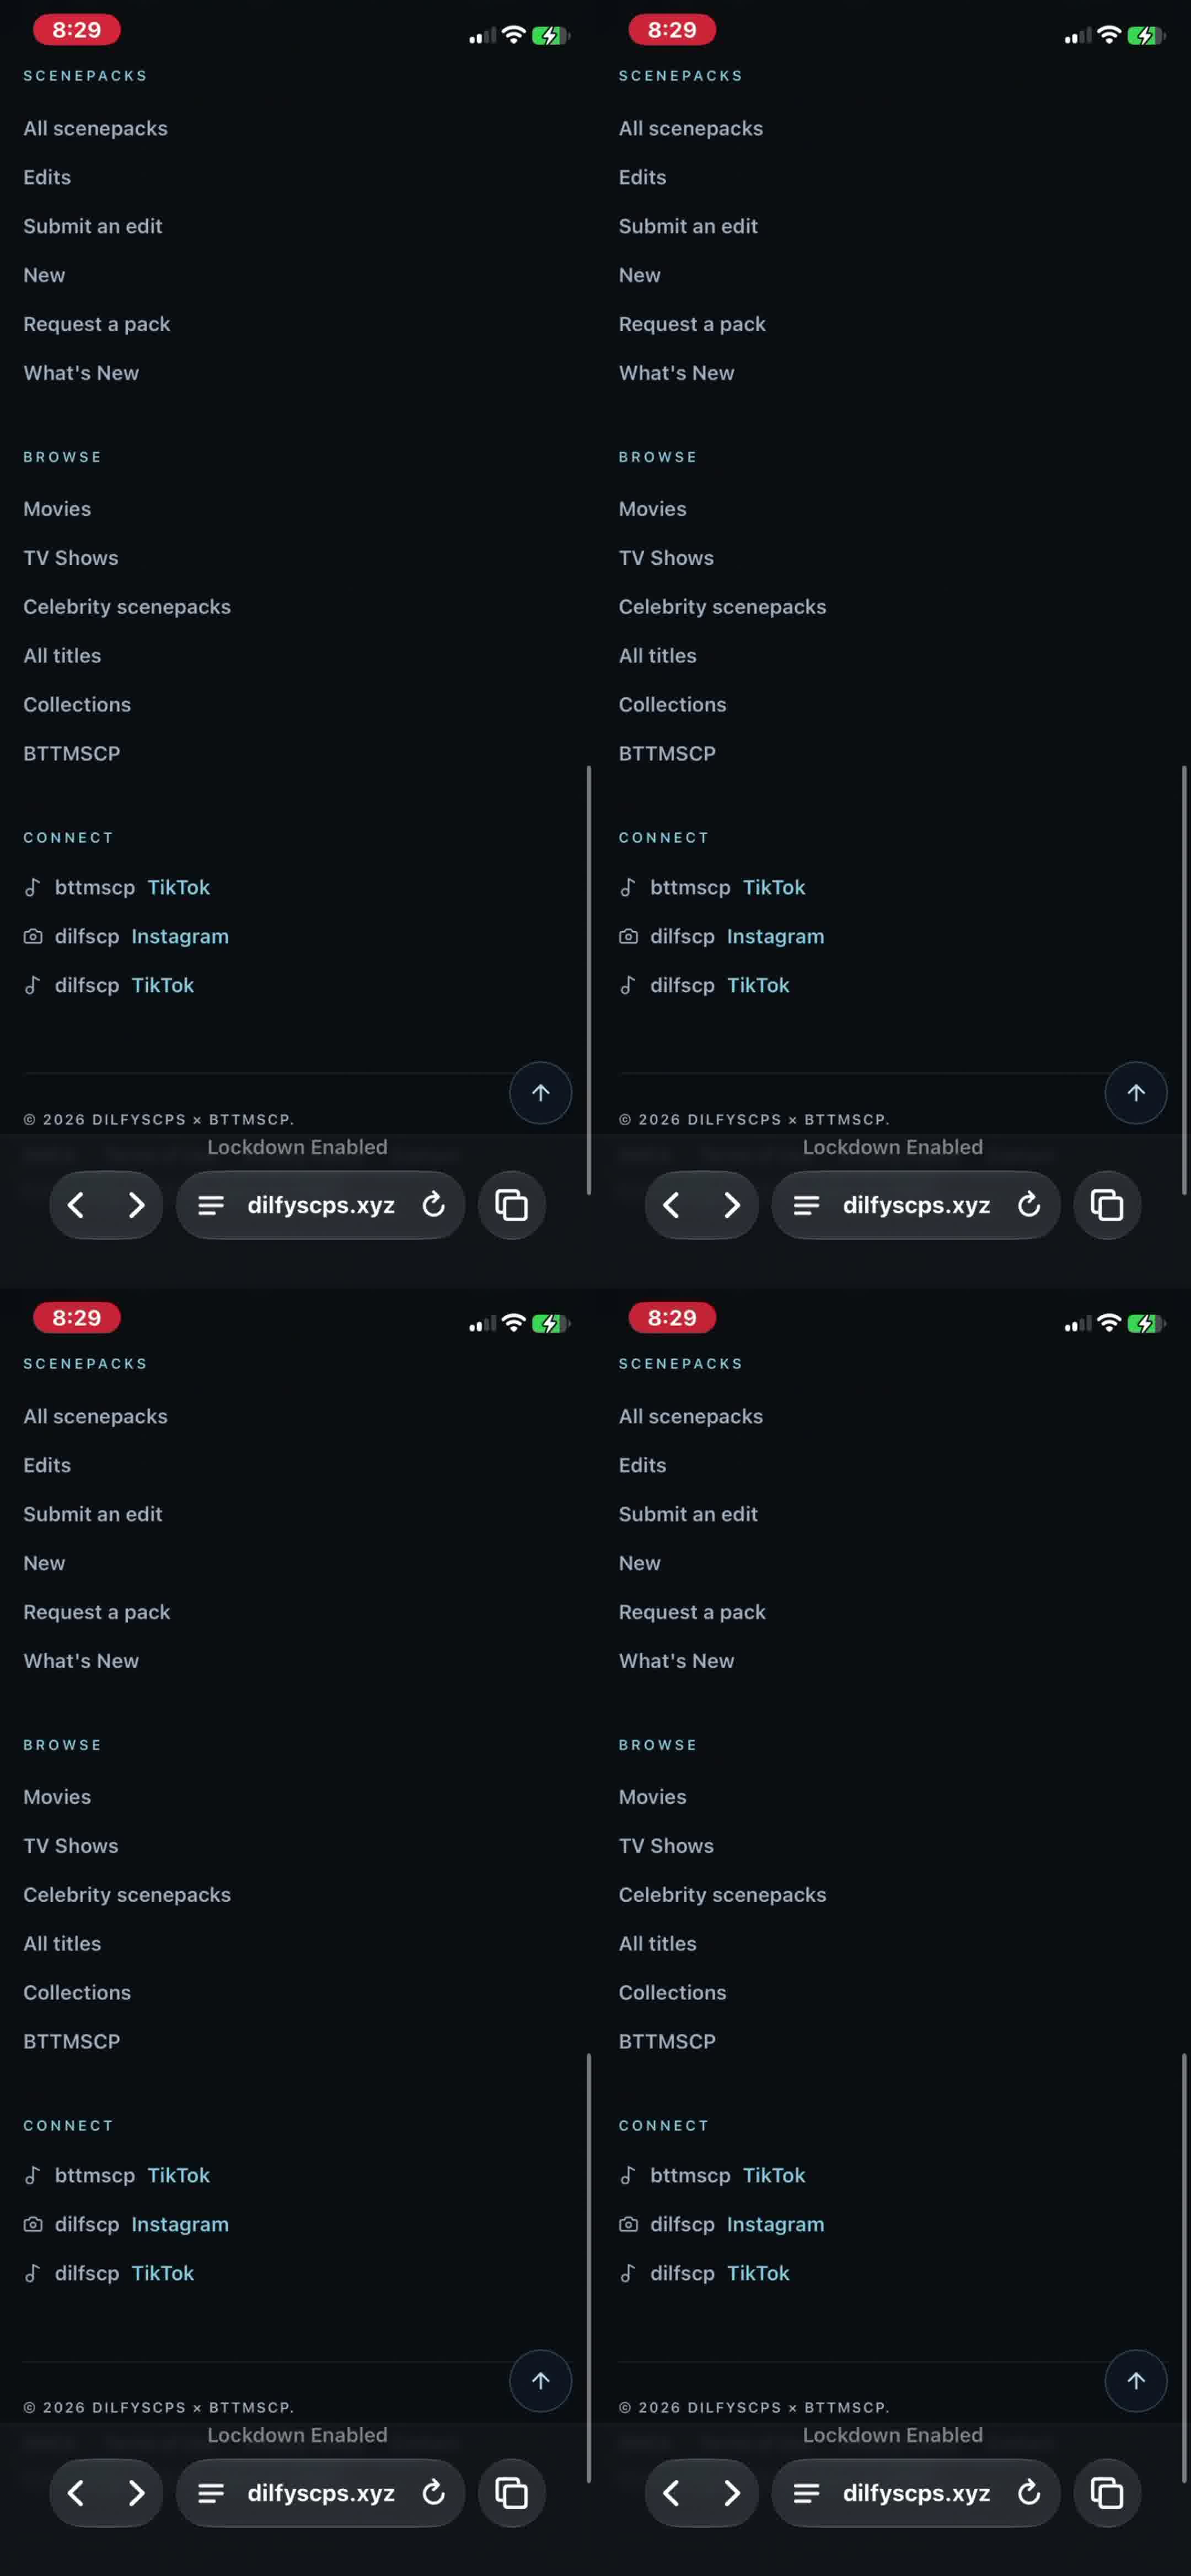 8:29
SCENEPACKS
All scenepacks
Edits
Submit an edit
New
Request a pack
What's New
BROWSE
Movies
TV Shows
Celebrity scenepacks
All titles
Collections
BTTMSCP
CONNECT
bttmscp TikTok
dilfscp Instagram
dilfscp TikTok
© 2026 DILFYSCPS × BTTMSCP.
Lockdown Enabled
dilfyscps.xyz
8:29
SCENEPACKS
All scenepacks
Edits
Submit an edit
New
Request a pack
What's New
BROWSE
Movies
TV Shows
Celebrity scenepacks
All titles
Collections
BTTMSCP
CONNECT
bttmscp TikTok
dilfscp Instagram
dilfscp TikTok
© 2026 DILFYSCPS × BTTMSCP.
Lockdown Enabled
dilfyscps.xyz
8:29
SCENEPACKS
All scenepacks
Edits
Submit an edit
New
Request a pack
What's New
BROWSE
Movies
TV Shows
Celebrity scenepacks
All titles
Collections
BTTMSCP
CONNECT
bttmscp TikTok
dilfscp Instagram
dilfscp TikTok
© 2026 DILFYSCPS × BTTMSCP.
Lockdown Enabled
dilfyscps.xyz
8:29
SCENEPACKS
All scenepacks
Edits
Submit an edit
New
Request a pack
What's New
BROWSE
Movies
TV Shows
Celebrity scenepacks
All titles
Collections
BTTMSCP
CONNECT
bttmscp TikTok
dilfscp Instagram
dilfscp TikTok
© 2026 DILFYSCPS × BTTMSCP.
Lockdown Enabled
dilfyscps.xyz